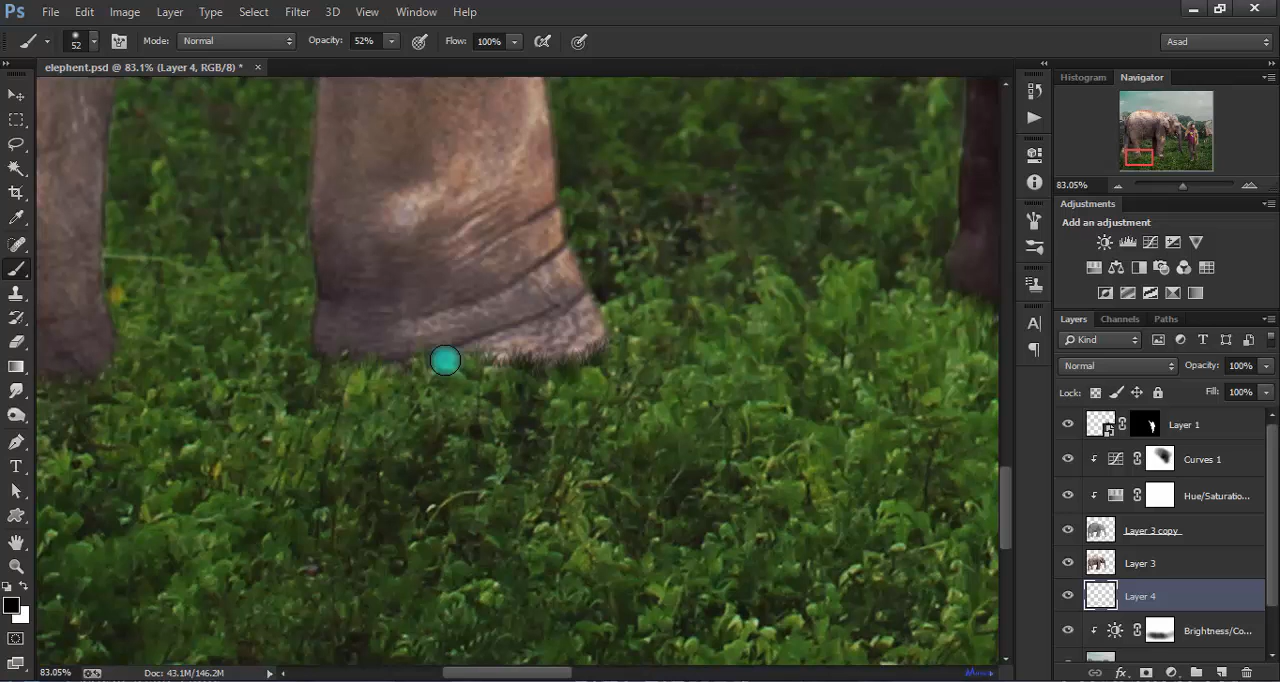 Ps File Edit Image Layer Type Select Filter 3D View Window Help
52 Mode: Normal Opacity: 52% Flow: 100% Asad
elephent.psd @ 83.1% (Layer 4, RGB/8) * ×
Histogram Navigator
83.05%
Adjustments
Add an adjustment
Layers Channels Paths
Kind
Normal Opacity: 100%
Lock: Fill: 100%
Layer 1
Curves 1
Hue/Saturatio...
Layer 3 copy
Layer 3
Layer 4
Brightness/Co...
fx
83.05% Doc: 43.1M/146.2M